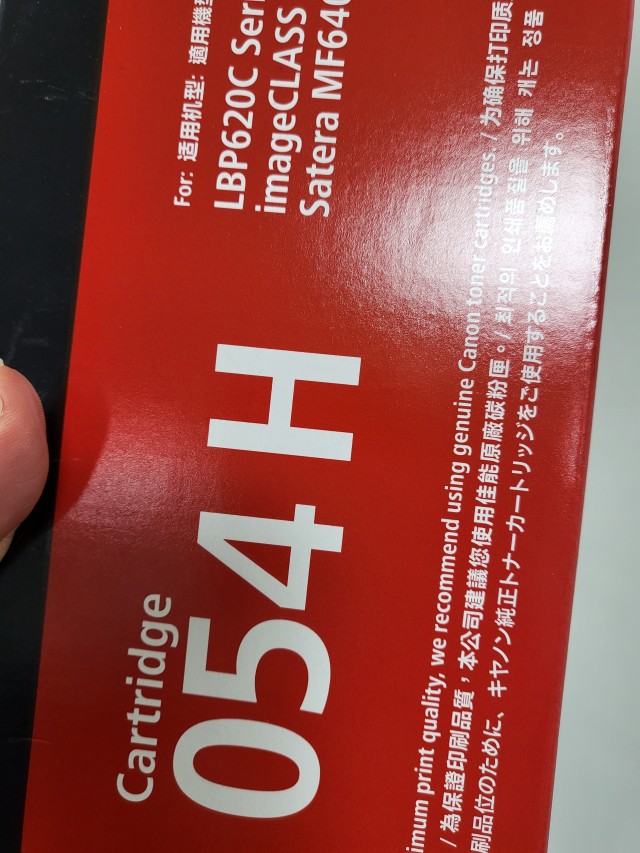 For: 适用机型: 適用機型
LBP620C Seri
imageCLASS
Satera MF640
Cartridge
054 H
imum print quality, we recommend using genuine Canon toner cartridges / 为确保打印质
/ 為保證印刷品質，本公司建議您使用佳能原廠碳粉匣。/ 최적의 인쇄품질을 위해 캐논 정품
刷品位のために、キヤノン純正トナーカートリッジをご使用することをお薦めします。